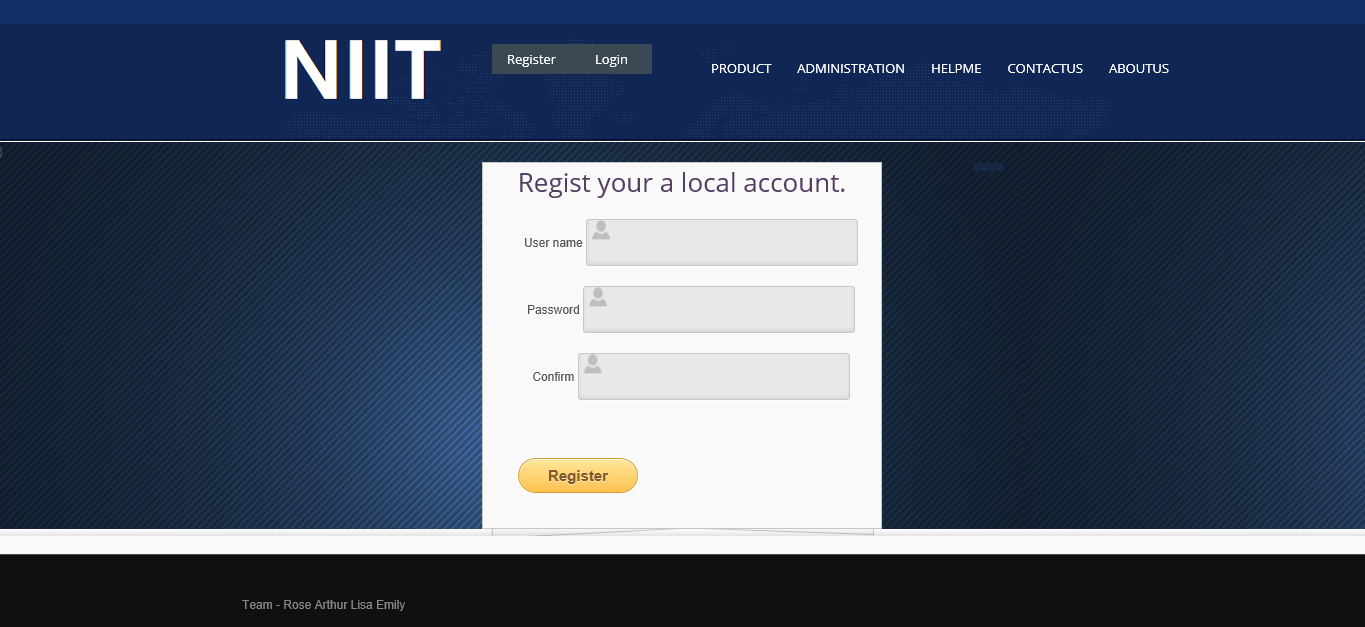 NIIT
Register Login
PRODUCT ADMINISTRATION HELPME CONTACTUS ABOUTUS
Regist your a local account.
User name
Password
Confirm
Register
Team - Rose Arthur Lisa Emily